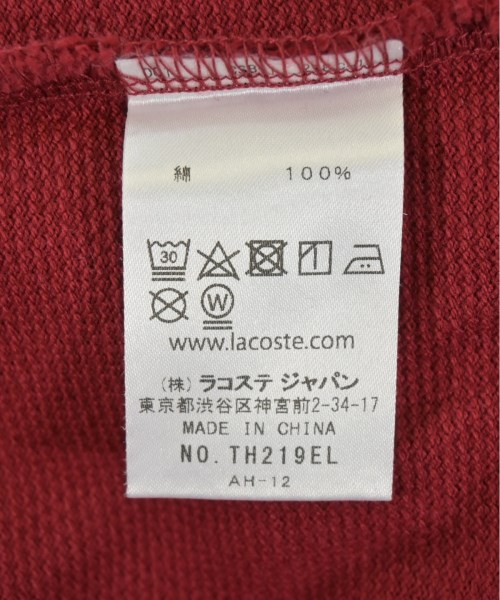 綿 100%
30
W
www.lacoste.com
(株) ラコステ ジャパン
東京都渋谷区神宮前2-34-17
MADE IN CHINA
NO. TH219EL
AH-12